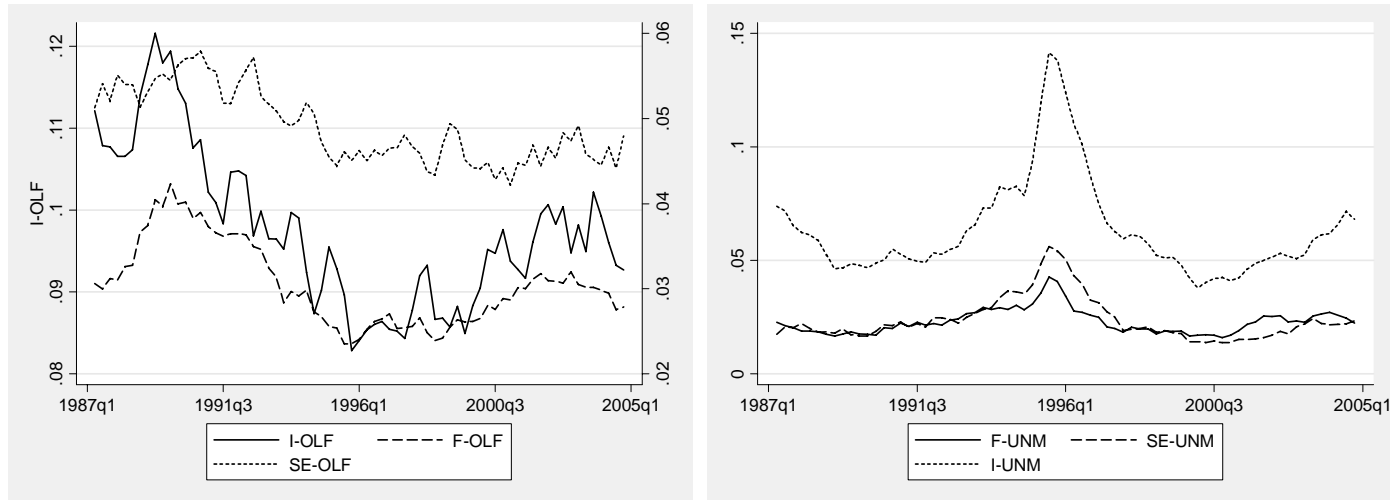 I-OLF
.12
.11
.1
.09
.08
.06
.05
.04
.03
.02
1987q1 1991q3 1996q1 2000q3 2005q1
I-OLF F-OLF
SE-OLF
.15
.1
.05
0
1987q1 1991q3 1996q1 2000q3 2005q1
F-UNM SE-UNM
I-UNM